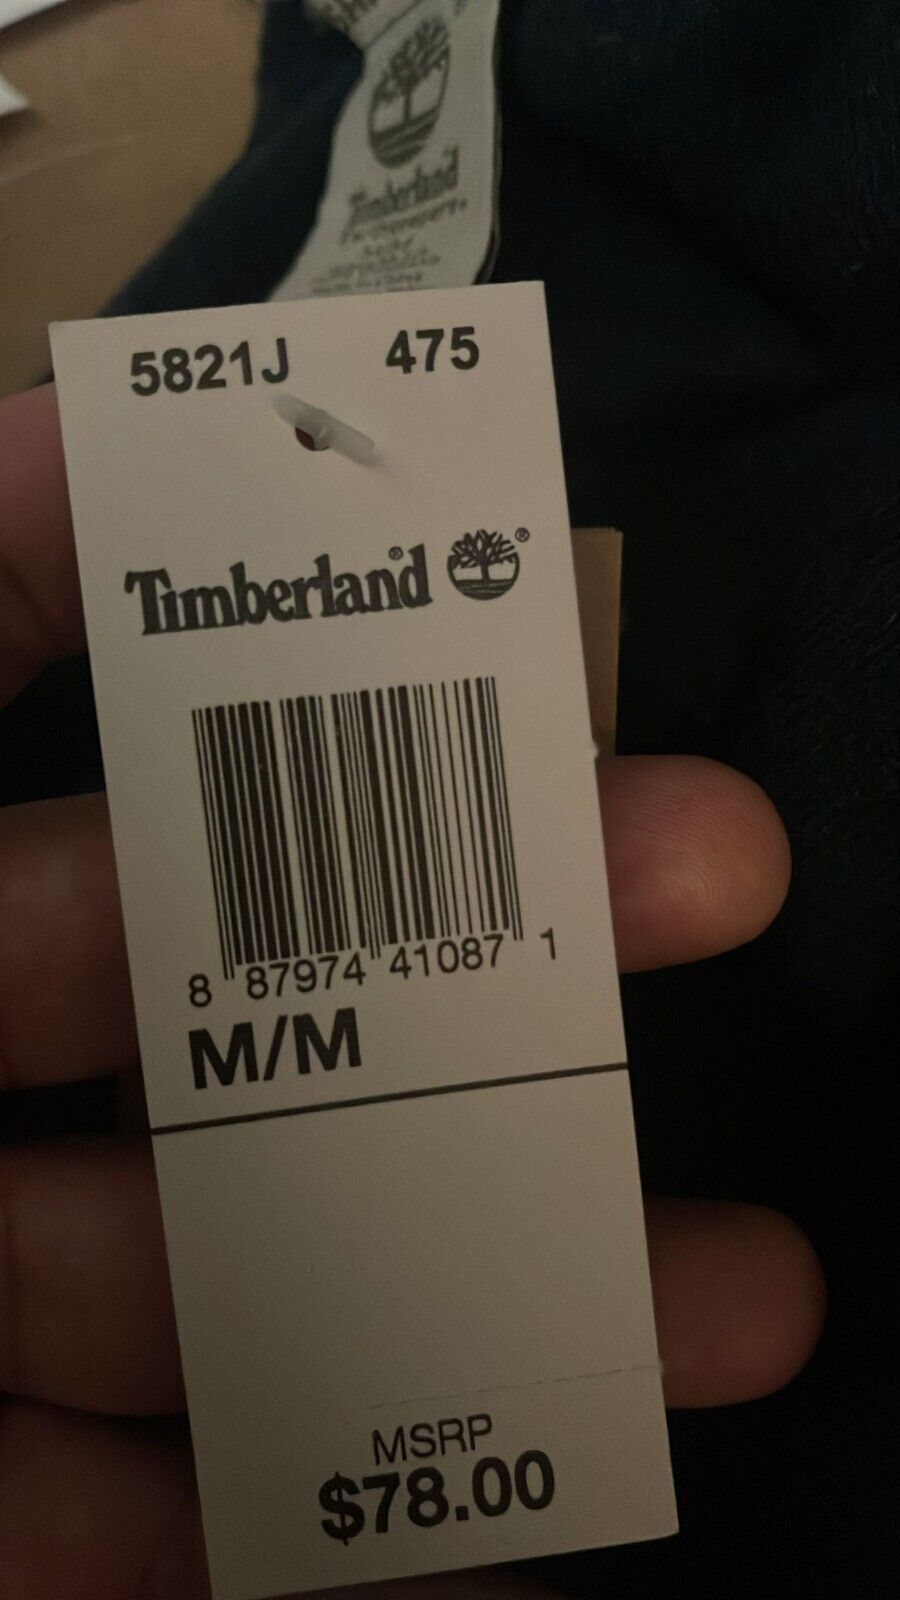 Timberland
M/M
5821J 475
Timberland® ®
8 87974 41087 1
M/M
MSRP
$78.00